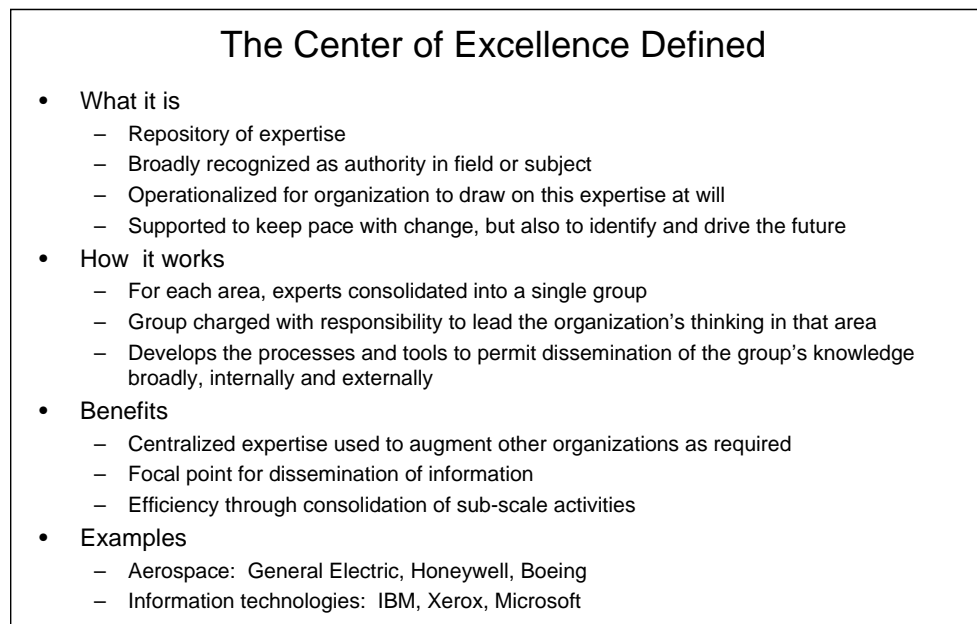 The Center of Excellence Defined
• What it is
– Repository of expertise
– Broadly recognized as authority in field or subject
– Operationalized for organization to draw on this expertise at will
– Supported to keep pace with change, but also to identify and drive the future
• How  it works
– For each area, experts consolidated into a single group
– Group charged with responsibility to lead the organization’s thinking in that area
– Develops the processes and tools to permit dissemination of the group’s knowledge
broadly, internally and externally
• Benefits
– Centralized expertise used to augment other organizations as required
– Focal point for dissemination of information
– Efficiency through consolidation of sub-scale activities
• Examples
– Aerospace:  General Electric, Honeywell, Boeing
– Information technologies:  IBM, Xerox, Microsoft